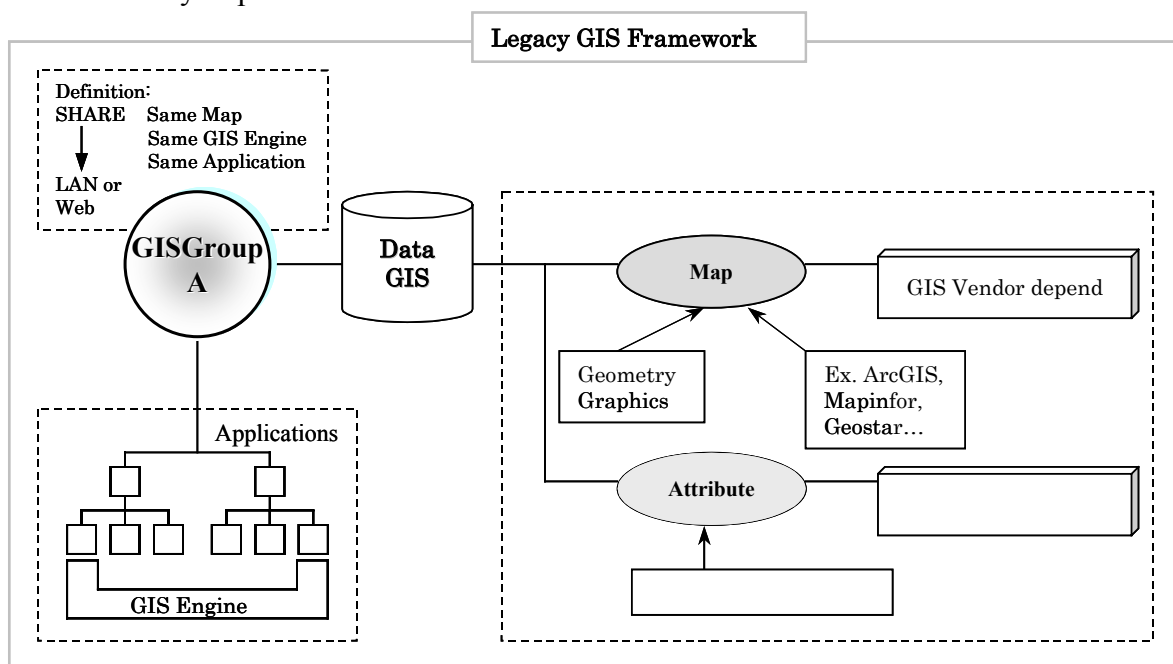 Legacy GIS Framework
Definition:
SHARE Same Map
Same GIS Engine
Same Application
LAN or
Web
GISGroup
A
Data
GIS
Map
GIS Vendor depend
Geometry
Graphics
Ex. ArcGIS,
Mapinfor,
Geostar…
Applications
Attribute
GIS Engine